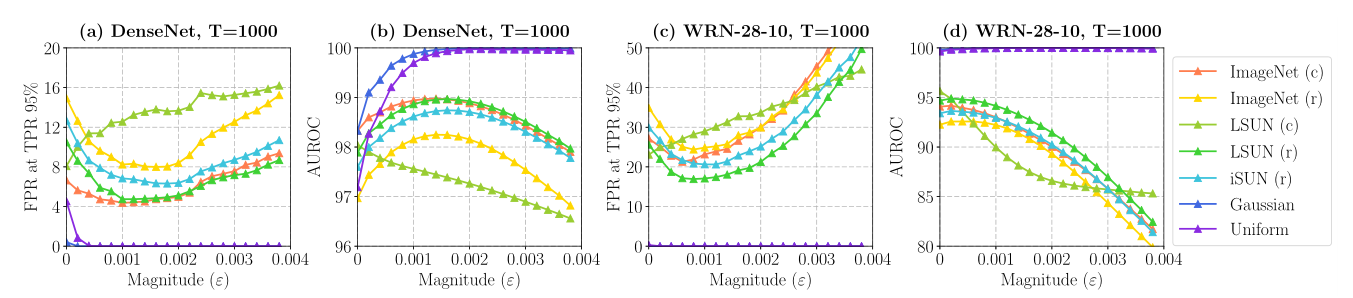 (a) DenseNet, T=1000
FPR at TPR 95%
20
16
12
8
4
0
0 0.001 0.002 0.003 0.004
Magnitude (ε)
(b) DenseNet, T=1000
AUROC
100
99
98
97
96
0 0.001 0.002 0.003 0.004
Magnitude (ε)
(c) WRN-28-10, T=1000
FPR at TPR 95%
50
40
30
20
10
0
0 0.001 0.002 0.003 0.004
Magnitude (ε)
(d) WRN-28-10, T=1000
AUROC
100
95
90
85
80
0 0.001 0.002 0.003 0.004
Magnitude (ε)
ImageNet (c)
ImageNet (r)
LSUN (c)
LSUN (r)
iSUN (r)
Gaussian
Uniform